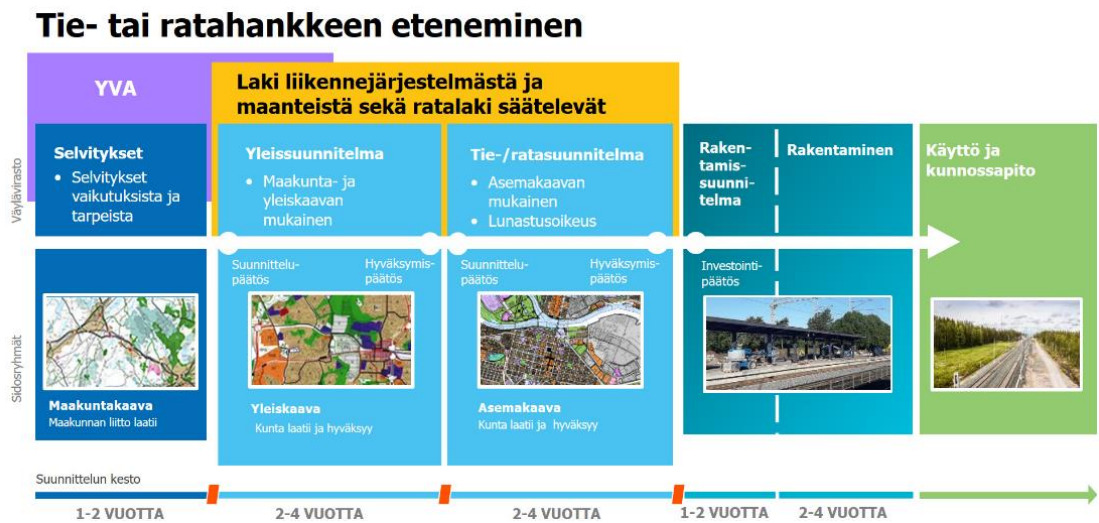 Tie- tai ratahankkeen eteneminen
YVA
Laki liikennejärjestelmästä ja
maanteistä sekä ratalaki säätelevät
Väylävirasto
Selvitykset
• Selvitykset
vaikutuksista ja
tarpeista
Yleissuunnitelma
• Maakunta- ja
yleiskaavan
mukainen
Tie-/ratasuunnitelma
• Asemakaavan
mukainen
• Lunastusoikeus
Raken-
tamis-
suunni-
telma
Rakentaminen
Käyttö ja
kunnossapito
Sidosryhmät
Suunnittelu-
päätös
Hyväksymis-
päätös
Suunnittelu-
päätös
Hyväksymis-
päätös
Investointi-
päätös
Maakuntakaava
Maakunnan liitto laatii
Yleiskaava
Kunta laatii ja hyväksyy
Asemakaava
Kunta laatii ja hyväksyy
Suunnittelun kesto
1-2 VUOTTA
2-4 VUOTTA
2-4 VUOTTA
1-2 VUOTTA
2-4 VUOTTA